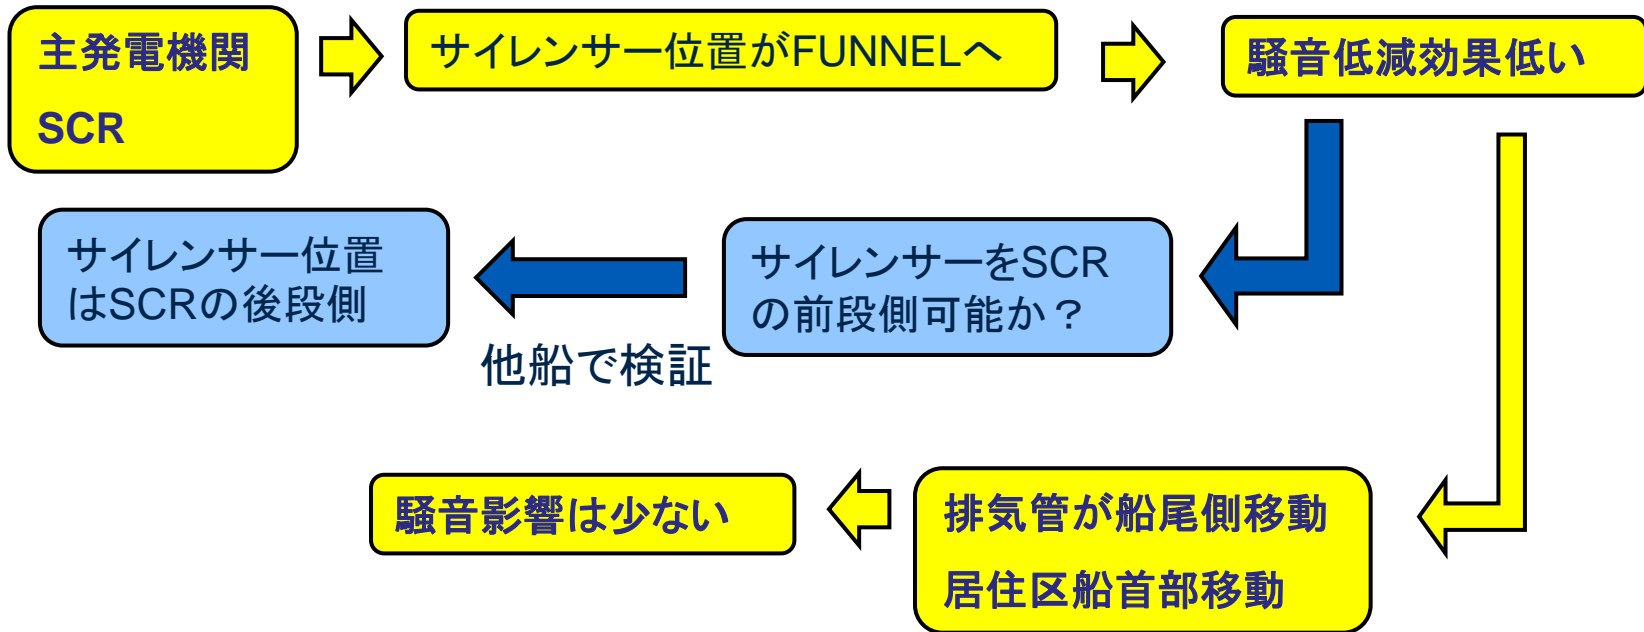 主発電機関
SCR
サイレンサー位置がFUNNELへ
騒音低減効果低い
サイレンサー位置
はSCRの後段側
サイレンサーをSCR
の前段側可能か？
他船で検証
騒音影響は少ない
排気管が船尾側移動
居住区船首部移動